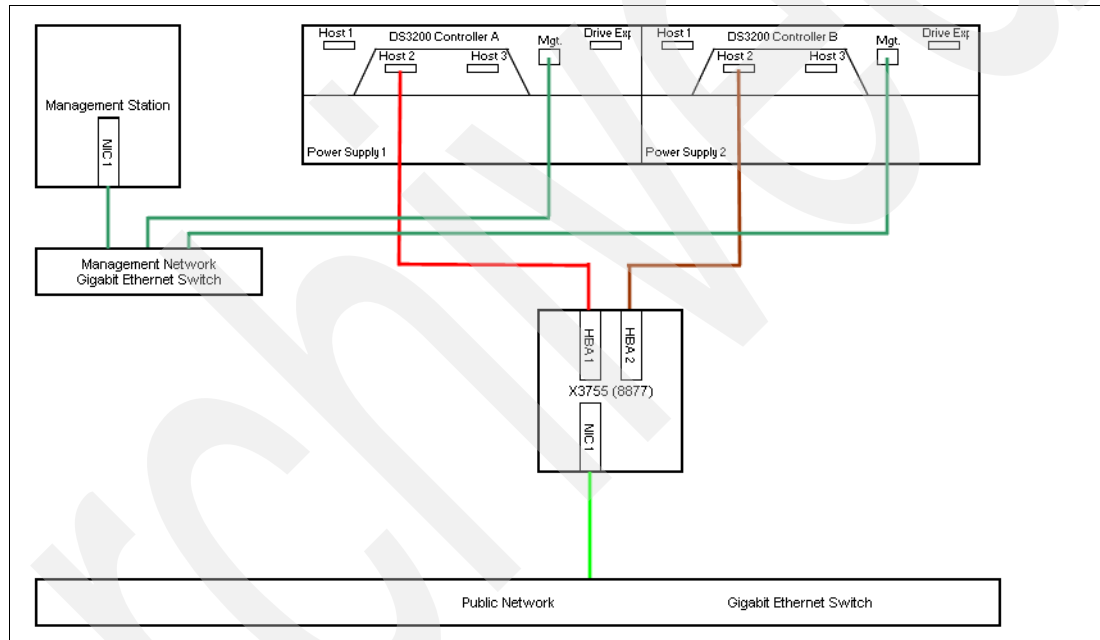 Host 1
DS3200 Controller A
Mgt.
Drive Exp
Host 1
DS3200 Controller B
Mgt.
Drive Exp
Host 2
Host 3
Host 2
Host 3
Management Station
NIC 1
Power Supply 1
Power Supply 2
Management Network
Gigabit Ethernet Switch
HBA 1
HBA 2
X3755 (8877)
NIC 1
Public Network
Gigabit Ethernet Switch